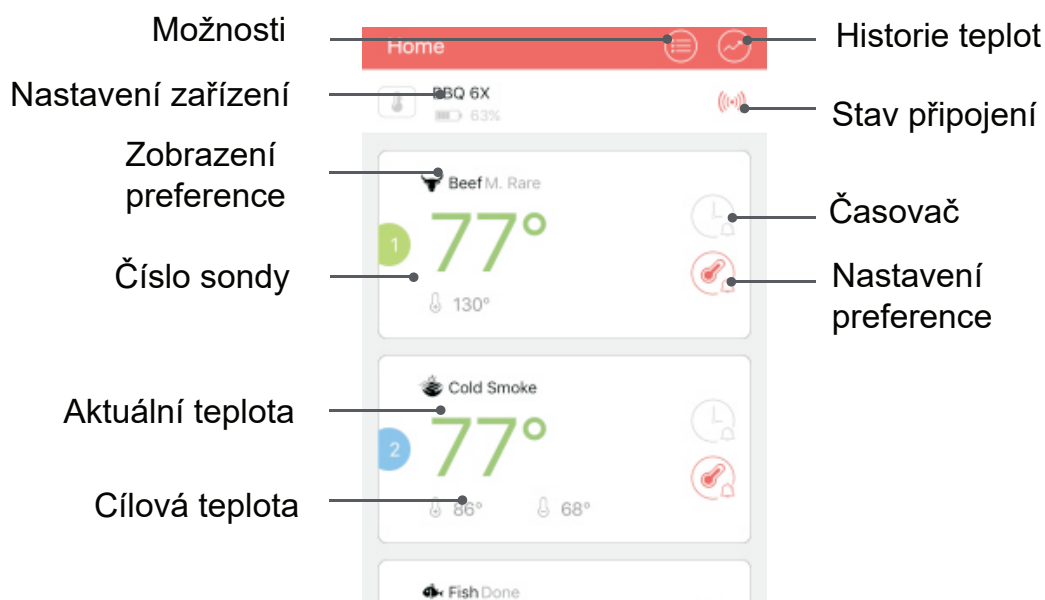 Možnosti
Home
Historie teplot
Nastavení zařízení
BBQ 6X
63%
Stav připojení
Zobrazení
preference
Beef M. Rare
77°
Časovač
1
Číslo sondy
130°
Nastavení
preference
Cold Smoke
Aktuální teplota
77°
2
Cílová teplota
86°
68°
Fish Done